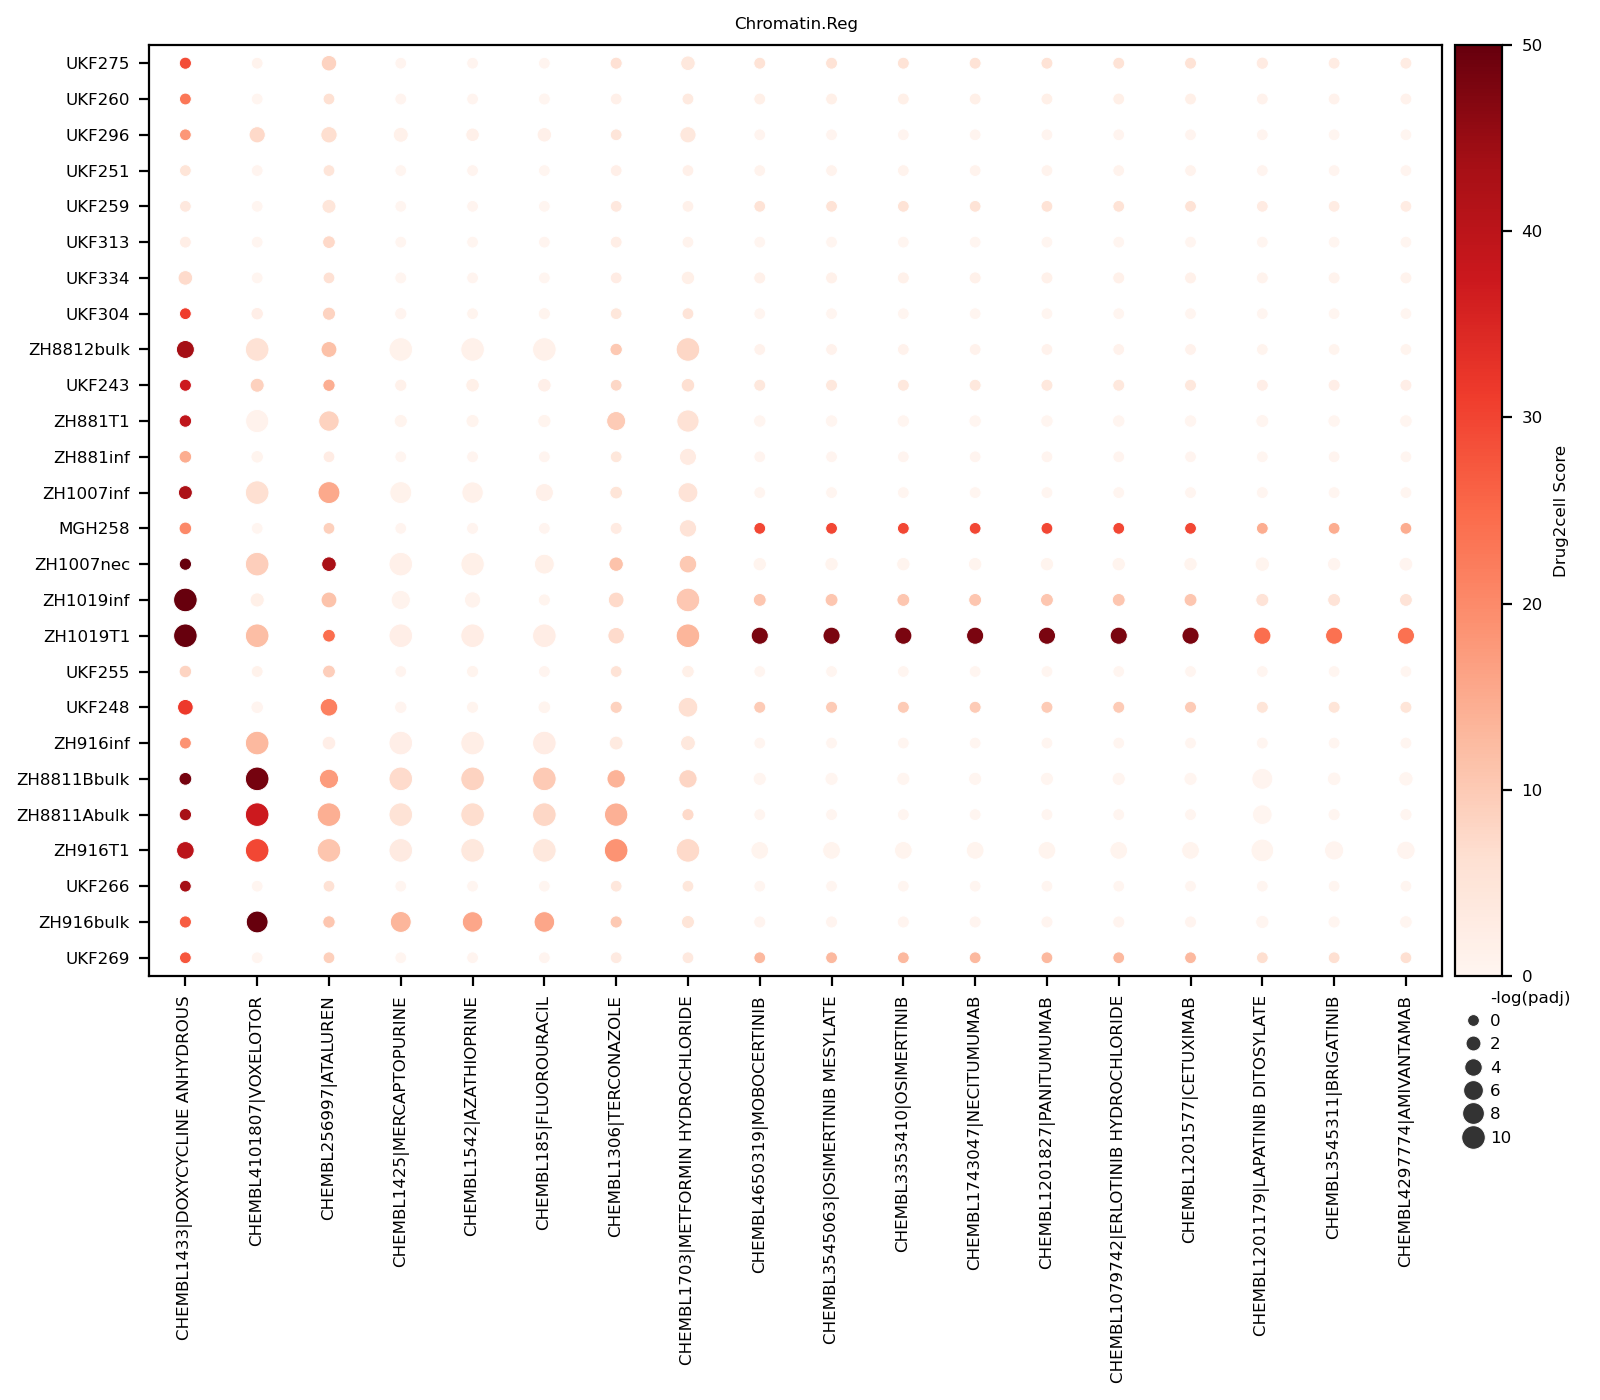 Chromatin.Reg
UKF275
UKF260
UKF296
UKF251
UKF259
UKF313
UKF334
UKF304
ZH8812bulk
UKF243
ZH881T1
ZH881inf
ZH1007inf
MGH258
ZH1007nec
ZH1019inf
ZH1019T1
UKF255
UKF248
ZH916inf
ZH8811Bbulk
ZH8811Abulk
ZH916T1
UKF266
ZH916bulk
UKF269
CHEMBL1433|DOXYCYCLINE ANHYDROUS
CHEMBL4101807|VOXELOTOR
CHEMBL256997|ATALUREN
CHEMBL1425|MERCAPTOPURINE
CHEMBL1542|AZATHIOPRINE
CHEMBL185|FLUOROURACIL
CHEMBL1306|TERCONAZOLE
CHEMBL1703|METFORMIN HYDROCHLORIDE
CHEMBL4650319|MOBOCERTINIB
CHEMBL3545063|OSIMERTINIB MESYLATE
CHEMBL3353410|OSIMERTINIB
CHEMBL1743047|NECITUMUMAB
CHEMBL1201827|PANITUMUMAB
CHEMBL1079742|ERLOTINIB HYDROCHLORIDE
CHEMBL1201577|CETUXIMAB
CHEMBL1201179|LAPATINIB DITOSYLATE
CHEMBL3545311|BRIGATINIB
CHEMBL4297774|AMIVANTAMAB
50
40
30
20
10
0
Drug2cell Score
-log(padj)
0
2
4
6
8
10